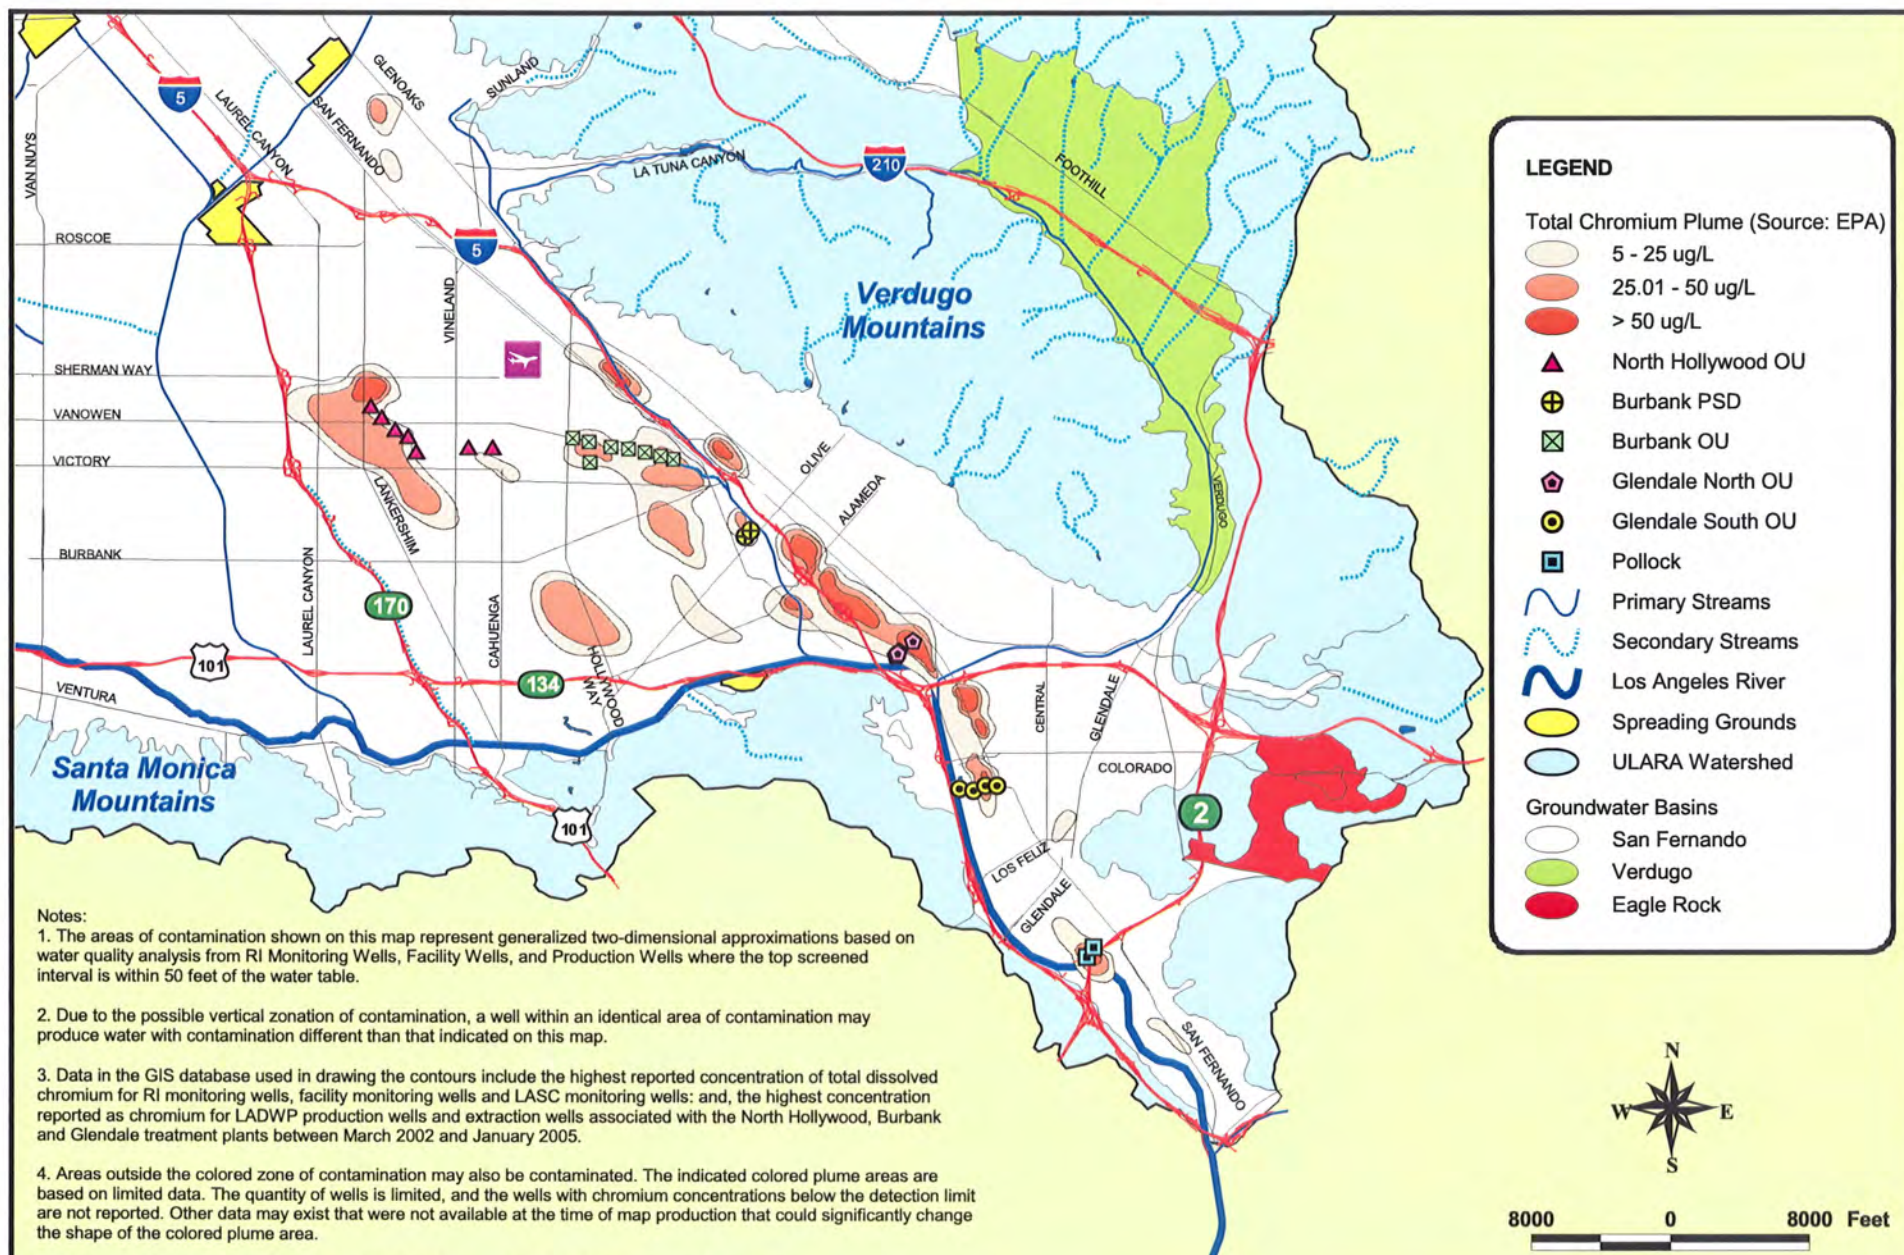 GLENOAKS
SUNLAND
5
LAUREL CANYON
SAN FERNANDO
VAN NUYS
LA TUNA CANYON
210
FOOTHILL
ROSCOE
5
VINELAND
Verdugo
Mountains
SHERMAN WAY
VANOWEN
VICTORY
LANKERSHIM
OLIVE
ALAMEDA
VERDUGO
BURBANK
LAUREL CANYON
170
CAHUENGA
HOLLYWOOD
WAY
101
134
VENTURA
CENTRAL
GLENDALE
COLORADO
Santa Monica
Mountains
101
2
LOS FELIZ
GLENDALE
SAN FERNANDO
LEGEND
Total Chromium Plume (Source: EPA)
5 - 25 ug/L
25.01 - 50 ug/L
> 50 ug/L
North Hollywood OU
Burbank PSD
Burbank OU
Glendale North OU
Glendale South OU
Pollock
Primary Streams
Secondary Streams
Los Angeles River
Spreading Grounds
ULARA Watershed
Groundwater Basins
San Fernando
Verdugo
Eagle Rock
Notes:
1. The areas of contamination shown on this map represent generalized two-dimensional approximations based on
water quality analysis from RI Monitoring Wells, Facility Wells, and Production Wells where the top screened
interval is within 50 feet of the water table.
2. Due to the possible vertical zonation of contamination, a well within an identical area of contamination may
produce water with contamination different than that indicated on this map.
3. Data in the GIS database used in drawing the contours include the highest reported concentration of total dissolved
chromium for RI monitoring wells, facility monitoring wells and LASC monitoring wells: and, the highest concentration
reported as chromium for LADWP production wells and extraction wells associated with the North Hollywood, Burbank
and Glendale treatment plants between March 2002 and January 2005.
4. Areas outside the colored zone of contamination may also be contaminated. The indicated colored plume areas are
based on limited data. The quantity of wells is limited, and the wells with chromium concentrations below the detection limit
are not reported. Other data may exist that were not available at the time of map production that could significantly change
the shape of the colored plume area.
N
W E
S
8000 0 8000 Feet